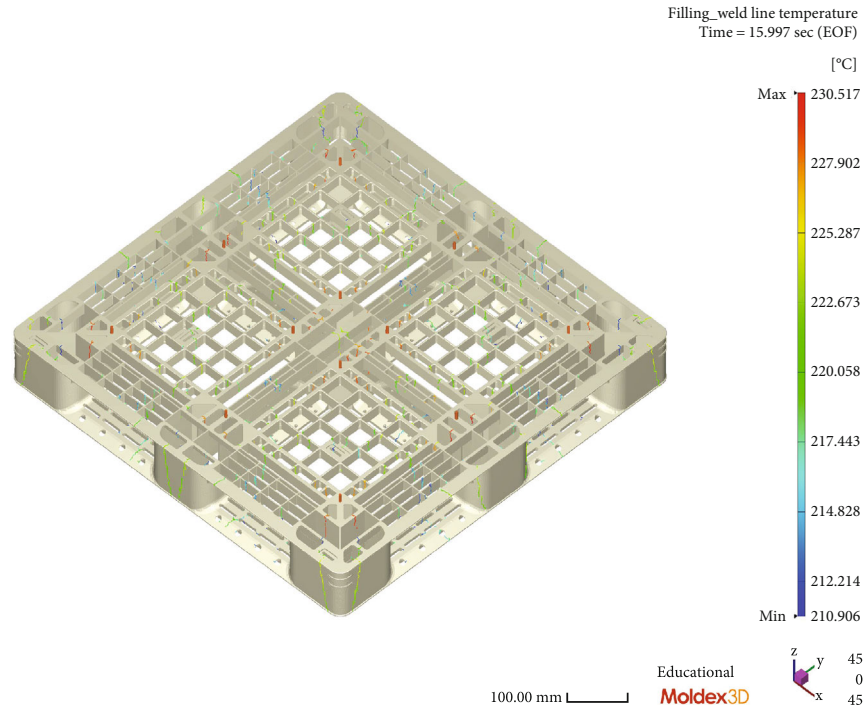 Filling_weld line temperature
Time = 15.997 sec (EOF)
[°C]
Max 230.517
227.902
225.287
222.673
220.058
217.443
214.828
212.214
Min 210.906
z
y
x
45
0
45
100.00 mm
Educational
Moldex3D